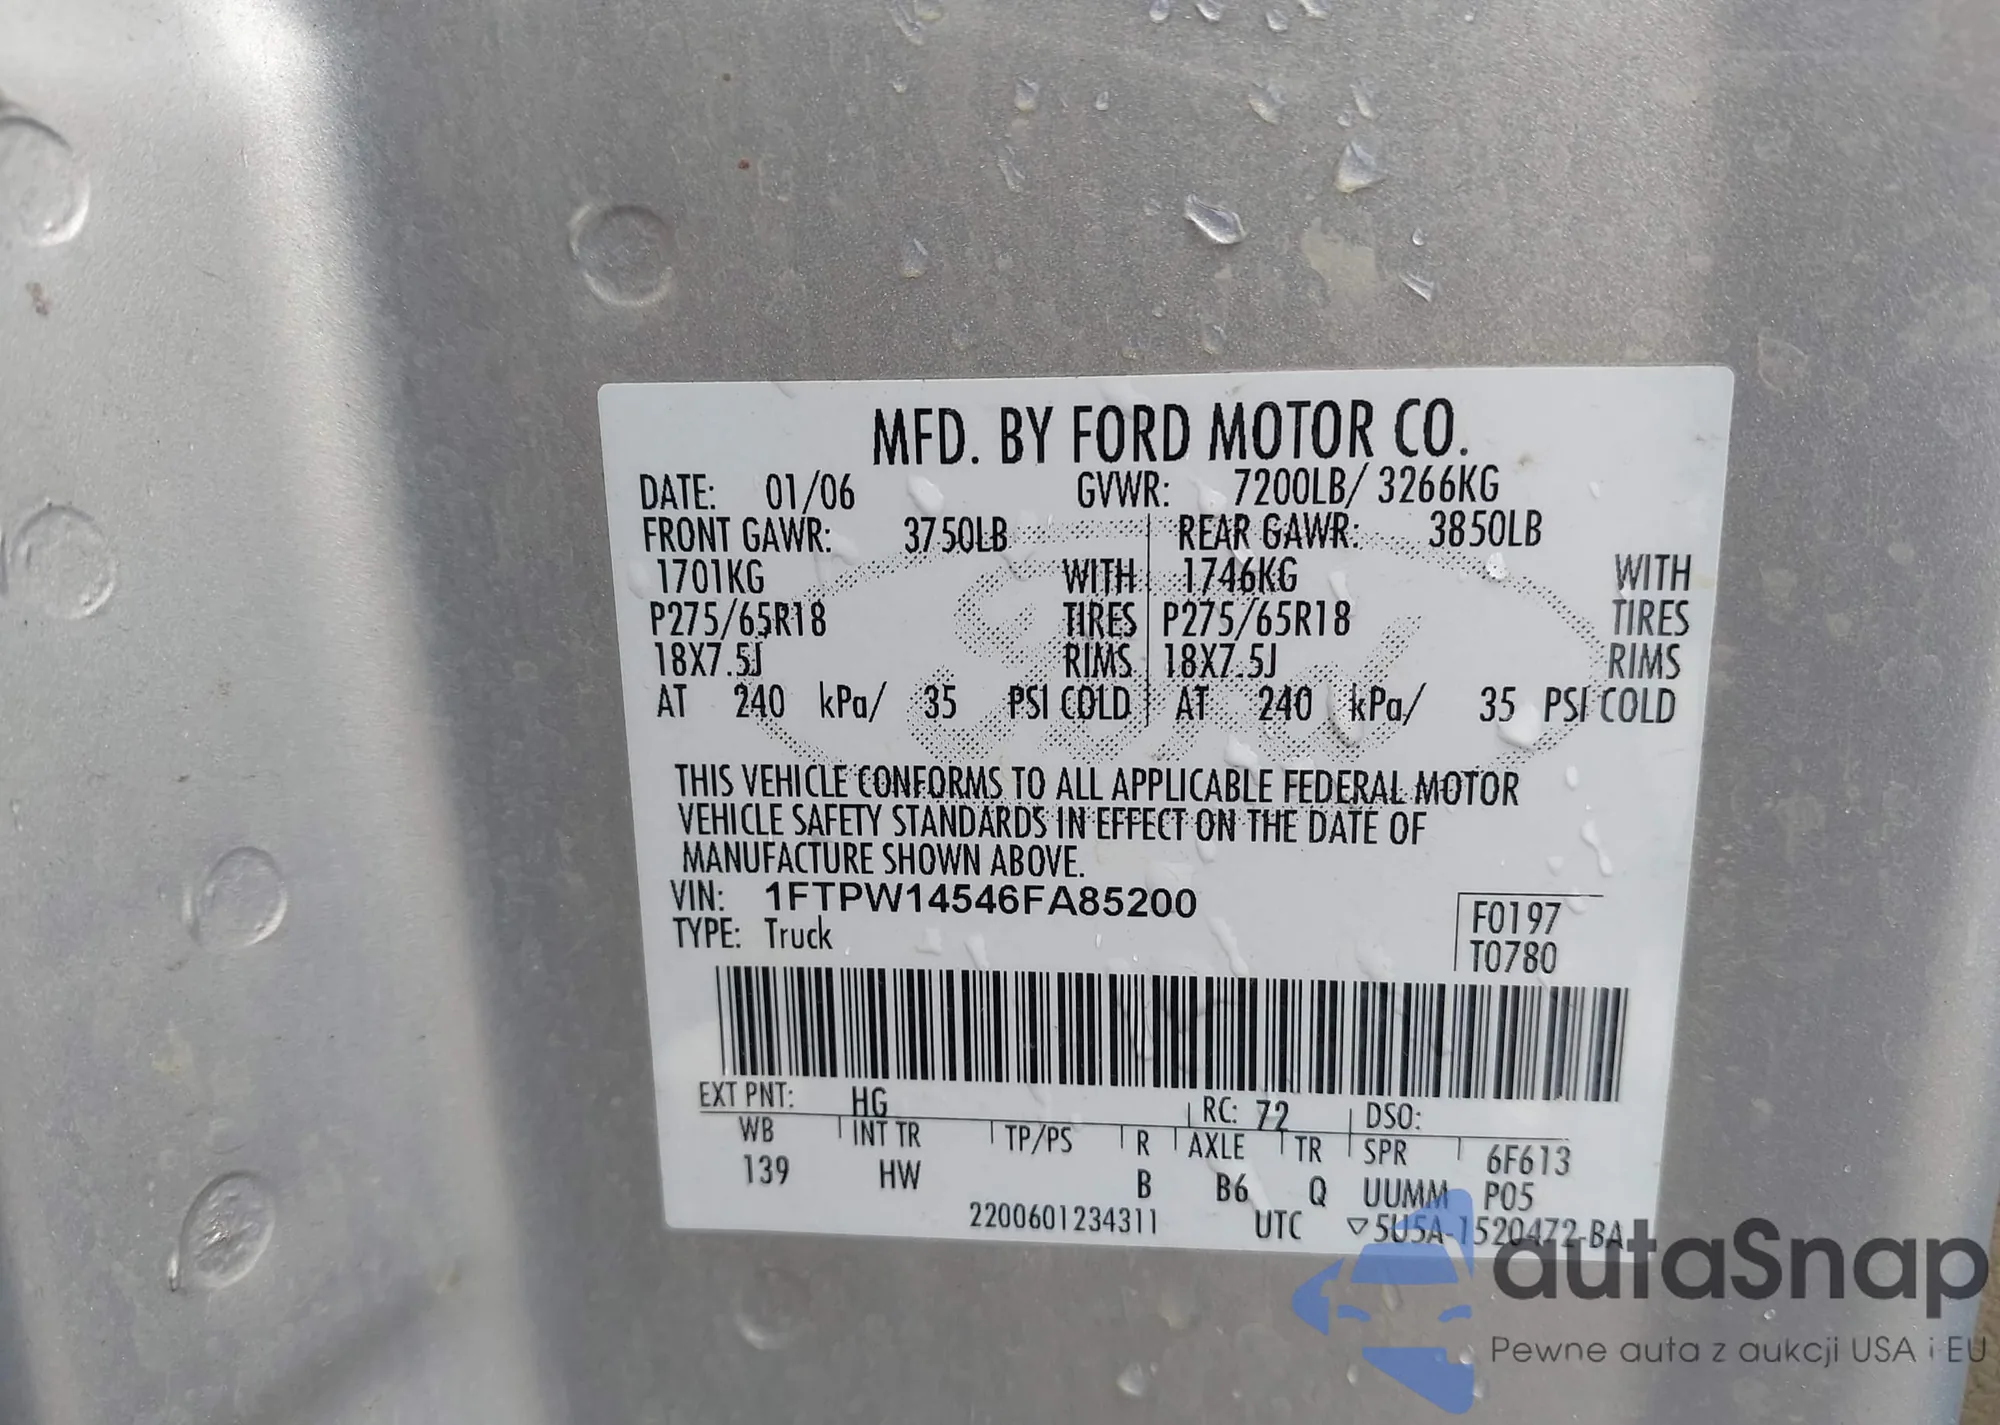 MFD. BY FORD MOTOR CO.
DATE: 01/06 GVWR: 7200LB/ 3266KG
FRONT GAWR: 3750LB REAR GAWR: 3850LB
1701KG WITH 1746KG WITH
P275/65R18 TIRES P275/65R18 TIRES
18X7.5J RIMS 18X7.5J RIMS
AT 240 kPa/ 35 PSI COLD AT 240 kPa/ 35 PSI COLD
THIS VEHICLE CONFORMS TO ALL APPLICABLE FEDERAL MOTOR
VEHICLE SAFETY STANDARDS IN EFFECT ON THE DATE OF
MANUFACTURE SHOWN ABOVE.
VIN: 1FTPW14546FA85200
TYPE: Truck
F0197
T0780
EXT PNT: HG RC: 72 DSO:
WB INT TR TP/PS R AXLE TR SPR 6F613
139 HW B B6 Q UUMM P05
2200601234311 UTC ▽5U5A-1520472-BA
Ford
autaSnap
Pewne auta z aukcji USA i EU